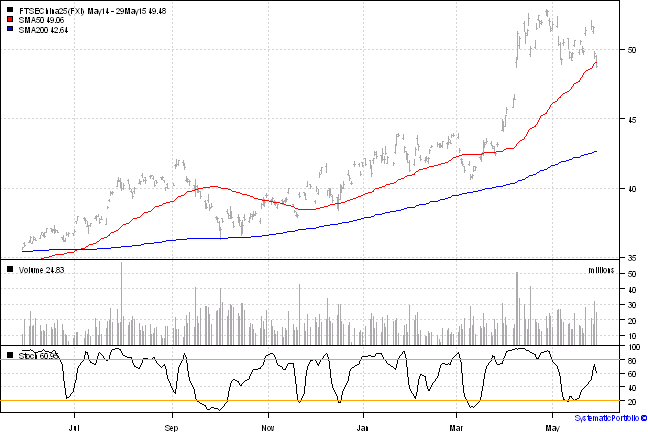 FTSEChina25(FXI) May14 - 29May15 49.48
SMA50 49.06
SMA200 42.64
50
45
40
35
Volume 24.83
millions
50
40
30
20
10
Stoch 60.95
100
80
60
40
20
Jul Sep Nov Jan Mar May
SystematicPortfolio ©